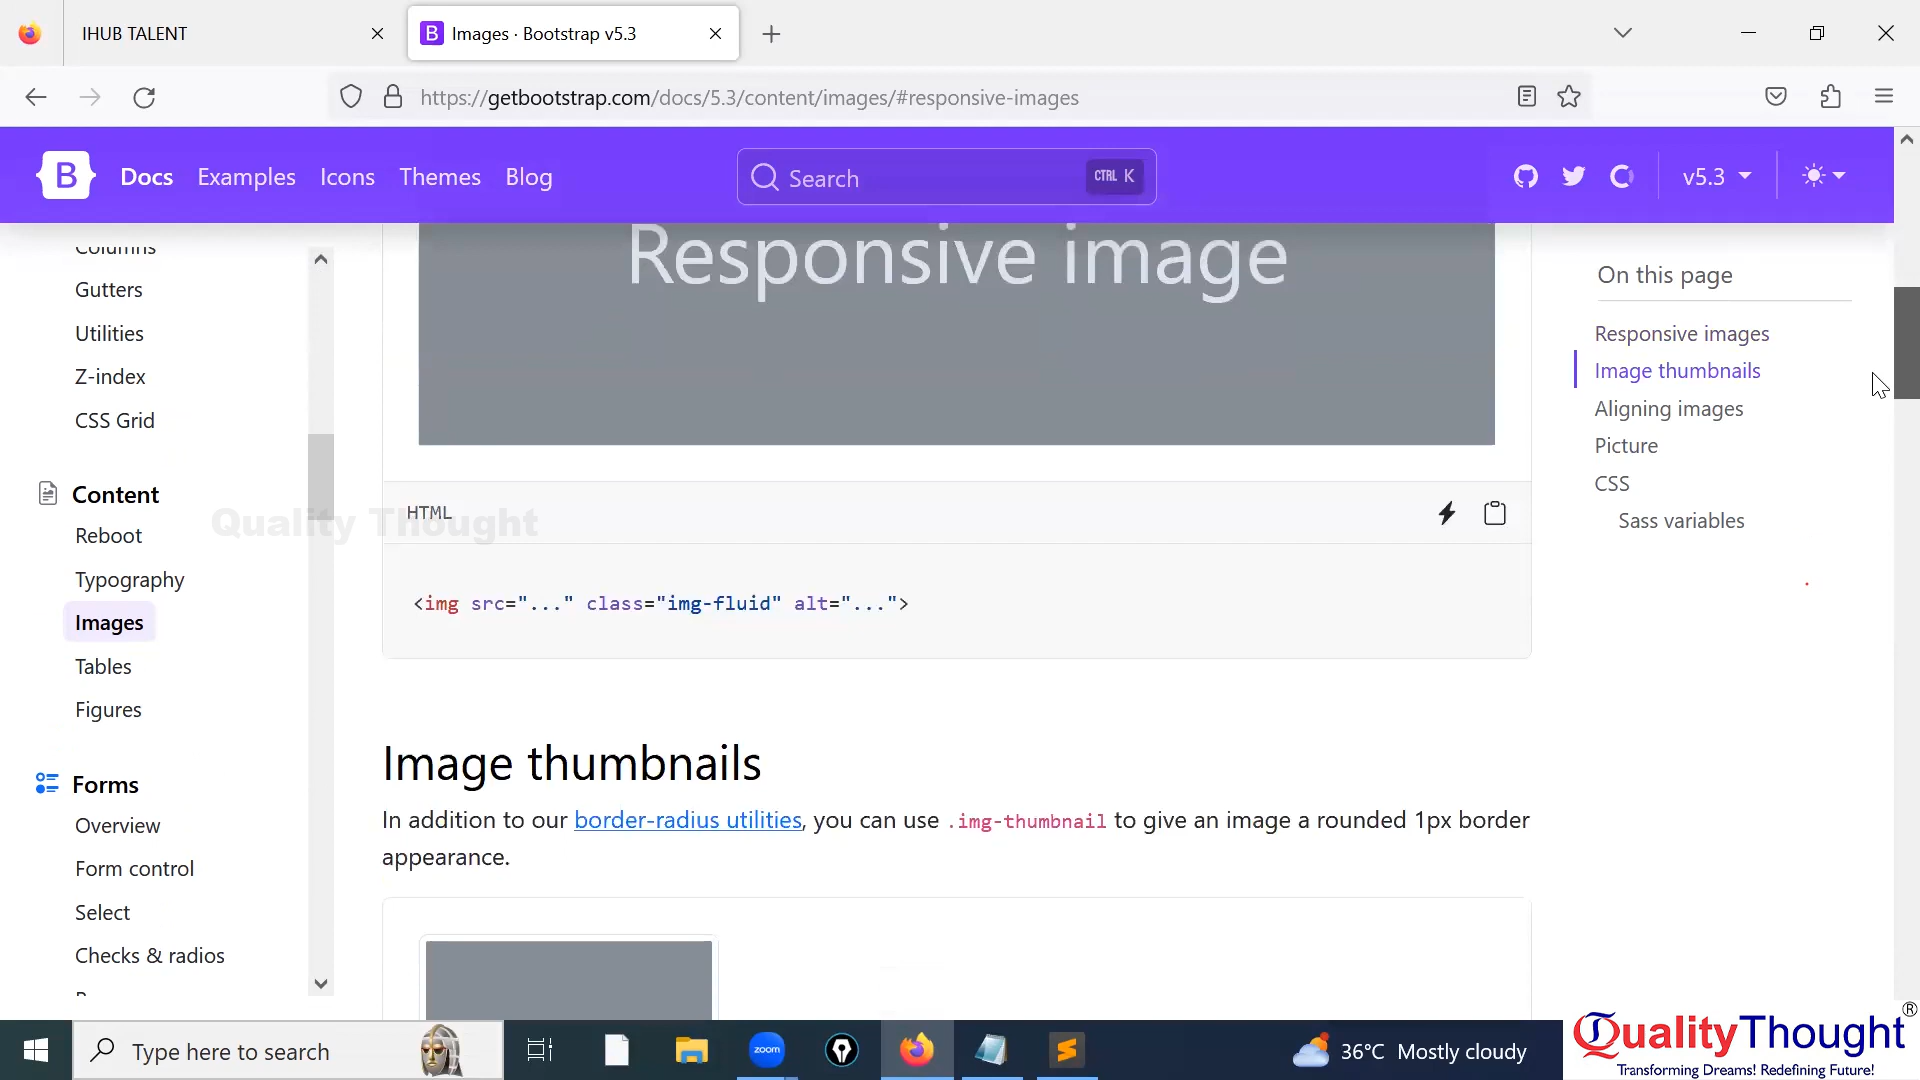 IHUB TALENT
Images · Bootstrap v5.3
https://getbootstrap.com/docs/5.3/content/images/#responsive-images
B Docs Examples Icons Themes Blog
Search CTRL K
v5.3
Columns
Gutters
Utilities
Z-index
CSS Grid
Content
Reboot
Typography
Images
Tables
Figures
Forms
Overview
Form control
Select
Checks & radios
Responsive image
Quality Thought
HTML
<img src="..." class="img-fluid" alt="...">
Image thumbnails
In addition to our border-radius utilities, you can use .img-thumbnail to give an image a rounded 1px border
appearance.
On this page
Responsive images
Image thumbnails
Aligning images
Picture
CSS
Sass variables
Type here to search
zoom
36°C Mostly cloudy
QualityThought®
Transforming Dreams! Redefining Future!